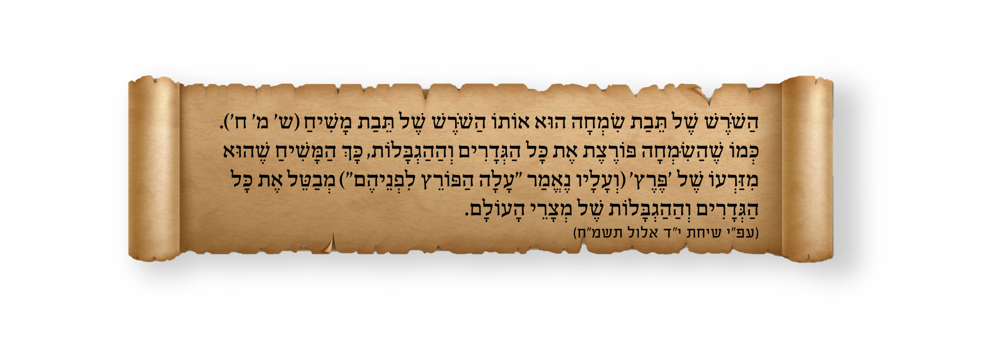 הַשֹּׁרֶשׁ שֶׁל תֵּבַת שִׂמְחָה הוּא אוֹתוֹ הַשֹּׁרֶשׁ שֶׁל תֵּבַת מָשִׁיחַ (ש' מ' ח').
כְּמוֹ שֶׁהַשִּׂמְחָה פּוֹרֶצֶת אֶת כָּל הַגְּדָרִים וְהַהַגְבָּלוֹת, כָּךְ הַמָּשִׁיחַ שֶׁהוּא
מִזַּרְעוֹ שֶׁל 'פֶּרֶץ' (וְעָלָיו נֶאֱמַר "עָלָה הַפּוֹרֵץ לִפְנֵיהֶם") מְבַטֵּל אֶת כָּל
הַגְּדָרִים וְהַהַגְבָּלוֹת שֶׁל מְצָרֵי הָעוֹלָם.
(עפ"י שיחת י"ד אלול תשמ"ח)